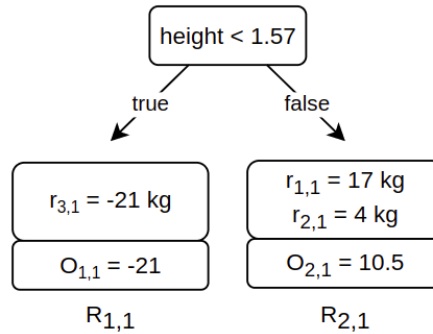 height < 1.57
true
false
r₃,₁ = -21 kg
r₁,₁ = 17 kg
r₂,₁ = 4 kg
O₁,₁ = -21
O₂,₁ = 10.5
R₁,₁
R₂,₁